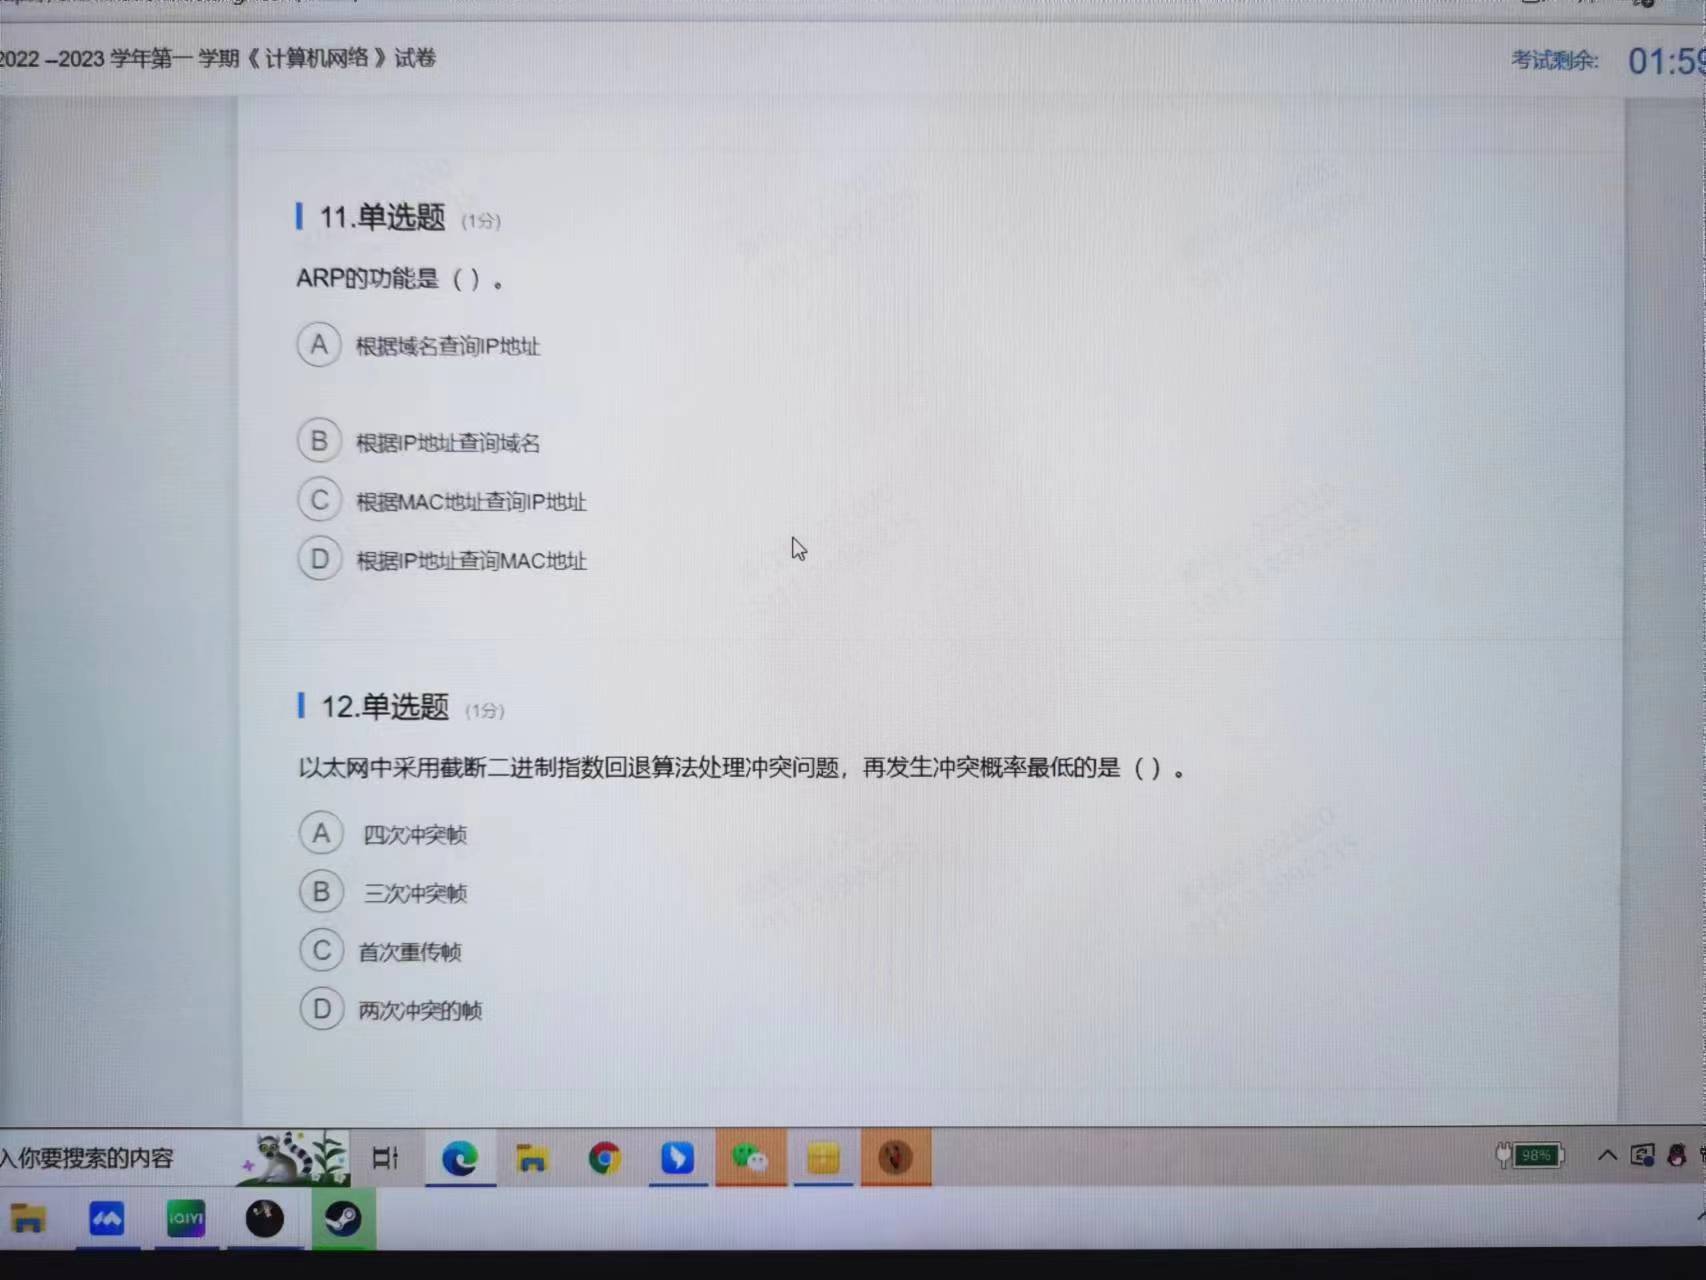 2022 –2023 学年第一 学期《 计算机网络 》试卷
考试剩余: 01:59
11.单选题 (1分)
ARP的功能是（ ）。
A 根据域名查询IP地址
B 根据IP地址查询域名
C 根据MAC地址查询IP地址
D 根据IP地址查询MAC地址
12.单选题 (1分)
以太网中采用截断二进制指数回退算法处理冲突问题，再发生冲突概率最低的是（ ）。
A 四次冲突帧
B 三次冲突帧
C 首次重传帧
D 两次冲突的帧
入你要搜索的内容
98%
iQIYI